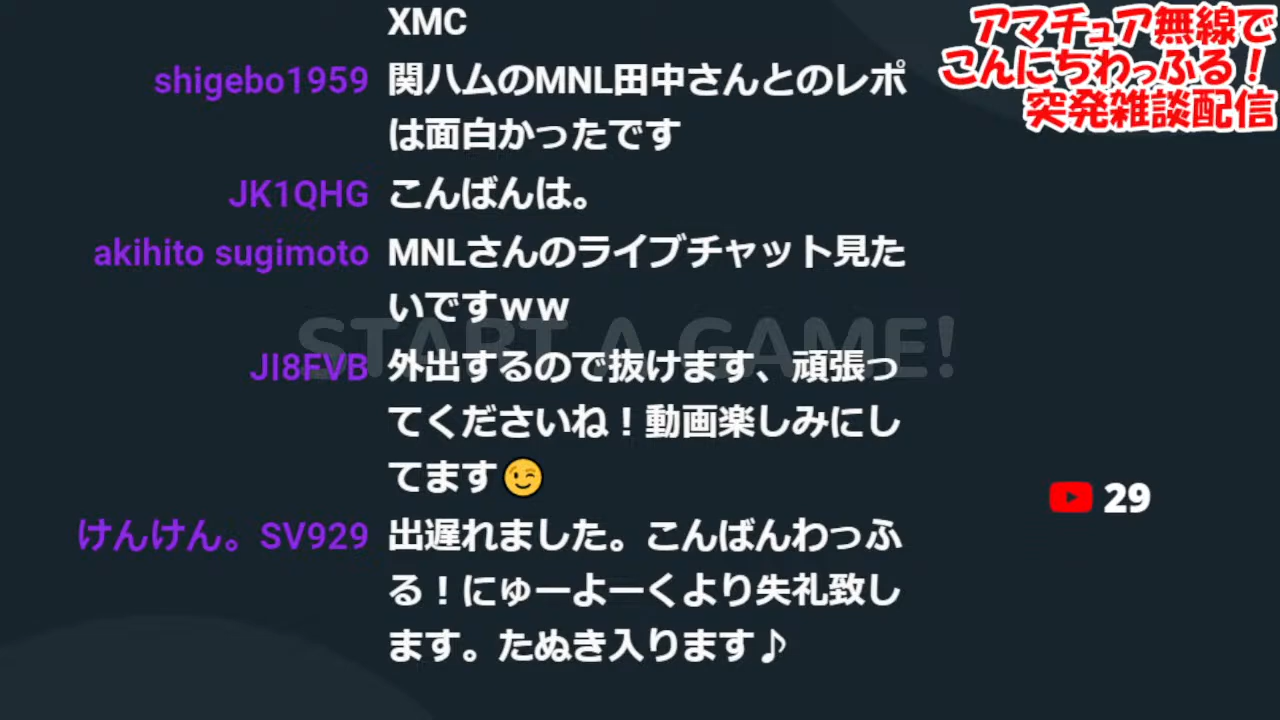 XMC
アマチュア無線で
こんにちわっふる！
突発雑談配信
shigebo1959 関ハムのMNL田中さんとのレポ
は面白かったです
JK1QHG こんばんは。
akihito sugimoto MNLさんのライブチャット見た
いですｗｗ
START A GAME!
JI8FVB 外出するので抜けます、頑張っ
てくださいね！動画楽しみにし
てます😉
29
けんけん。SV929 出遅れました。こんばんわっふ
る！にゅーよーくより失礼致し
ます。たぬき入ります♪